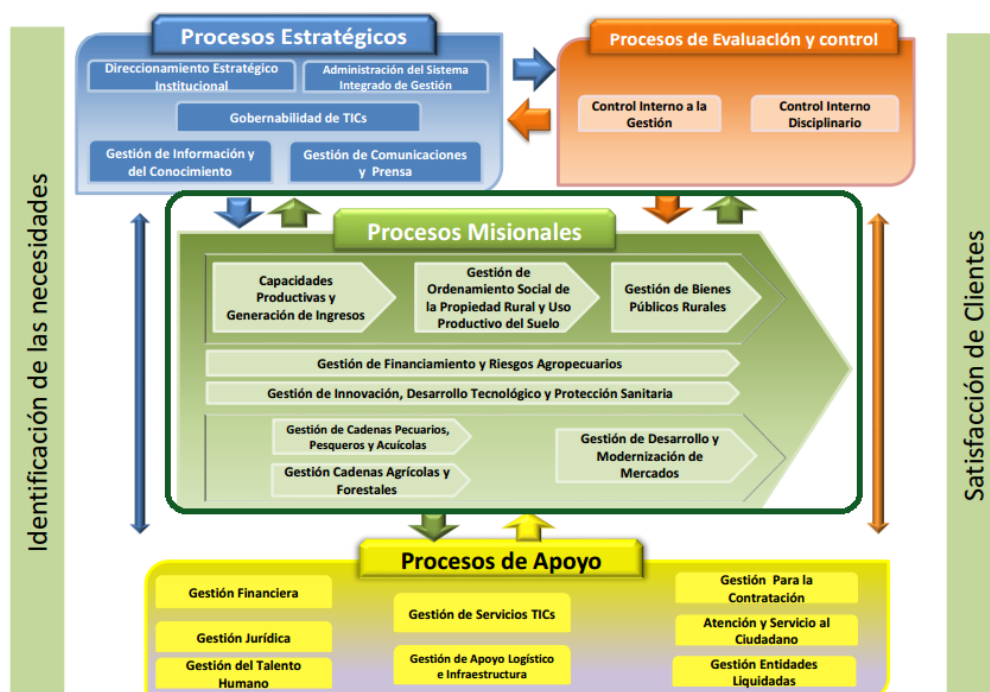 Procesos Estratégicos
Direccionamiento Estratégico
Institucional
Administración del Sistema
Integrado de Gestión
Gobernabilidad de TICs
Gestión de Información y
del Conocimiento
Gestión de Comunicaciones
y Prensa
Procesos de Evaluación y control
Control Interno a la
Gestión
Control Interno
Disciplinario
Identificación de las necesidades
Procesos Misionales
Capacidades
Productivas y
Generación de Ingresos
Gestión de
Ordenamiento Social de
la Propiedad Rural y Uso
Productivo del Suelo
Gestión de Bienes
Públicos Rurales
Gestión de Financiamiento y Riesgos Agropecuarios
Gestión de Innovación, Desarrollo Tecnológico y Protección Sanitaria
Gestión de Cadenas Pecuarios,
Pesqueros y Acuícolas
Gestión Cadenas Agrícolas y
Forestales
Gestión de Desarrollo y
Modernización de
Mercados
Satisfacción de Clientes
Procesos de Apoyo
Gestión Financiera
Gestión Jurídica
Gestión del Talento
Humano
Gestión de Servicios TICs
Gestión de Apoyo Logístico
e Infraestructura
Gestión Para la
Contratación
Atención y Servicio al
Ciudadano
Gestión Entidades
Liquidadas